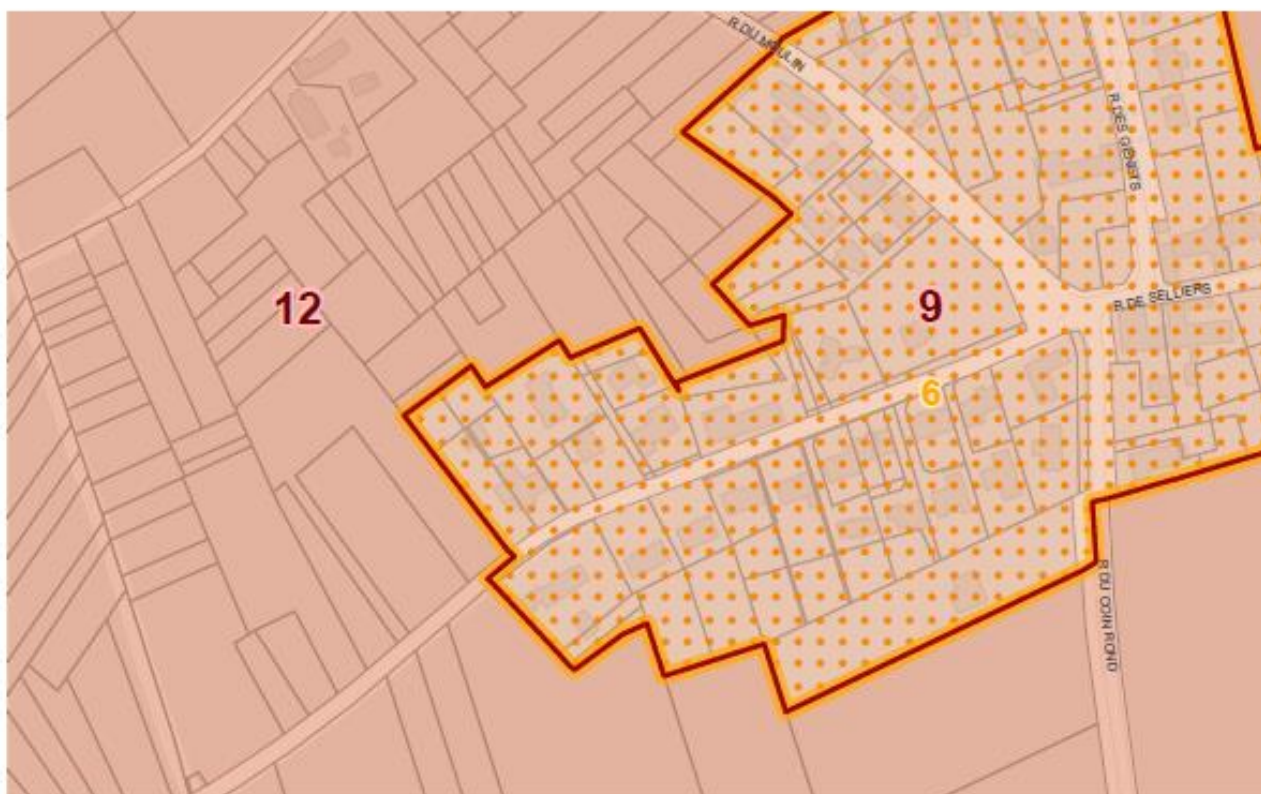 R. DU MOULIN
R. DES GENETS
12
9
R. DE SELLIERS
6
R. DU COIN ROND